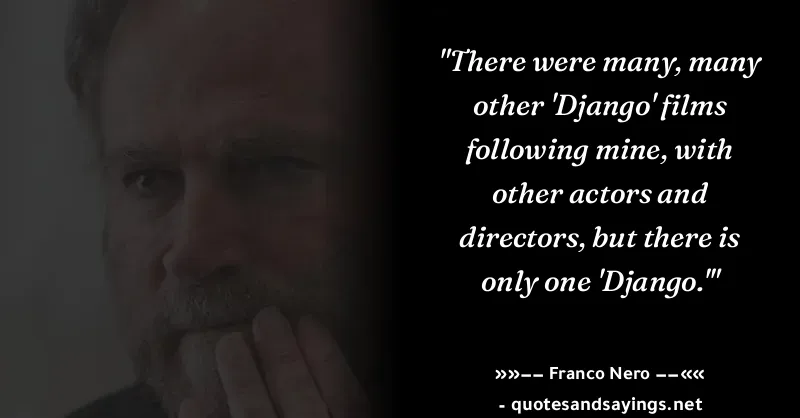 "There were many, many
other 'Django' films
following mine, with
other actors and
directors, but there is
only one 'Django.'"
»»−− Franco Nero −−««
- quotesandsayings.net